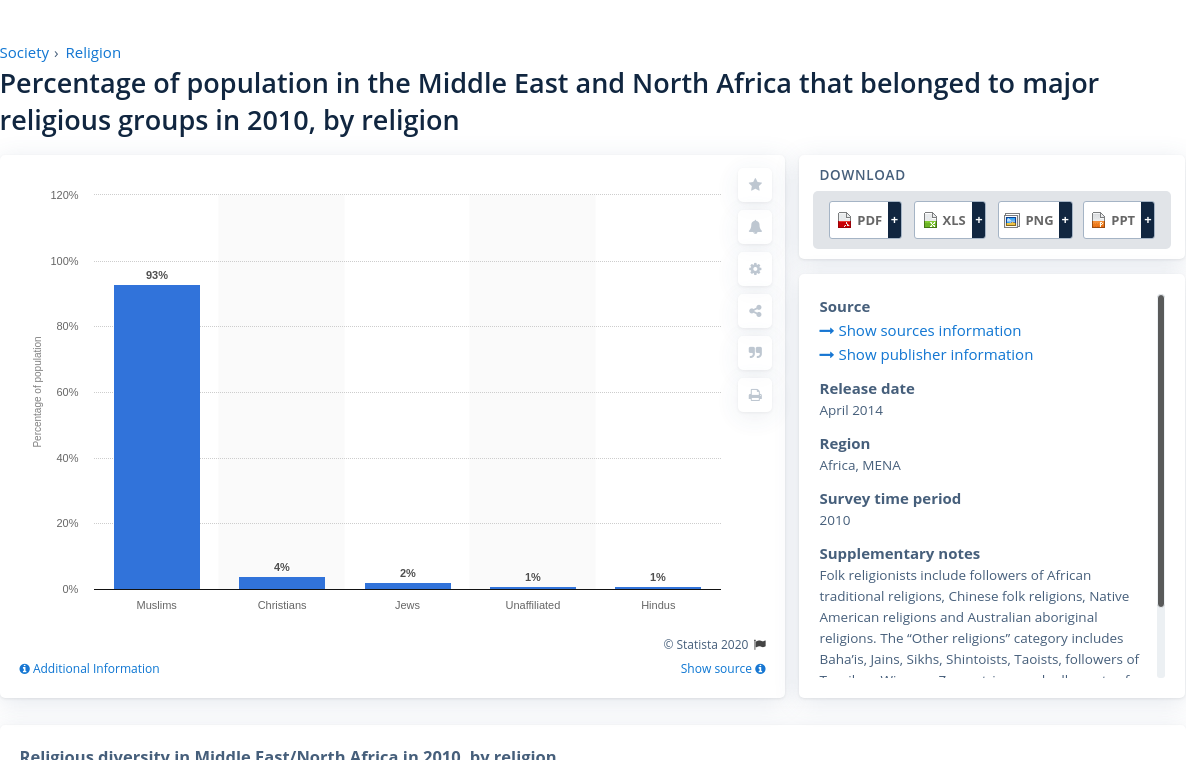 Society › Religion
Percentage of population in the Middle East and North Africa that belonged to major
religious groups in 2010, by religion
120%
100%
80%
60%
40%
20%
0%
Percentage of population
93%
4%
2%
1%
1%
Muslims
Christians
Jews
Unaffiliated
Hindus
© Statista 2020
Additional Information
Show source
DOWNLOAD
PDF +
XLS +
PNG +
PPT +
Source
Show sources information
Show publisher information
Release date
April 2014
Region
Africa, MENA
Survey time period
2010
Supplementary notes
Folk religionists include followers of African
traditional religions, Chinese folk religions, Native
American religions and Australian aboriginal
religions. The “Other religions” category includes
Baha’is, Jains, Sikhs, Shintoists, Taoists, followers of
Religious diversity in Middle East/North Africa in 2010, by religion